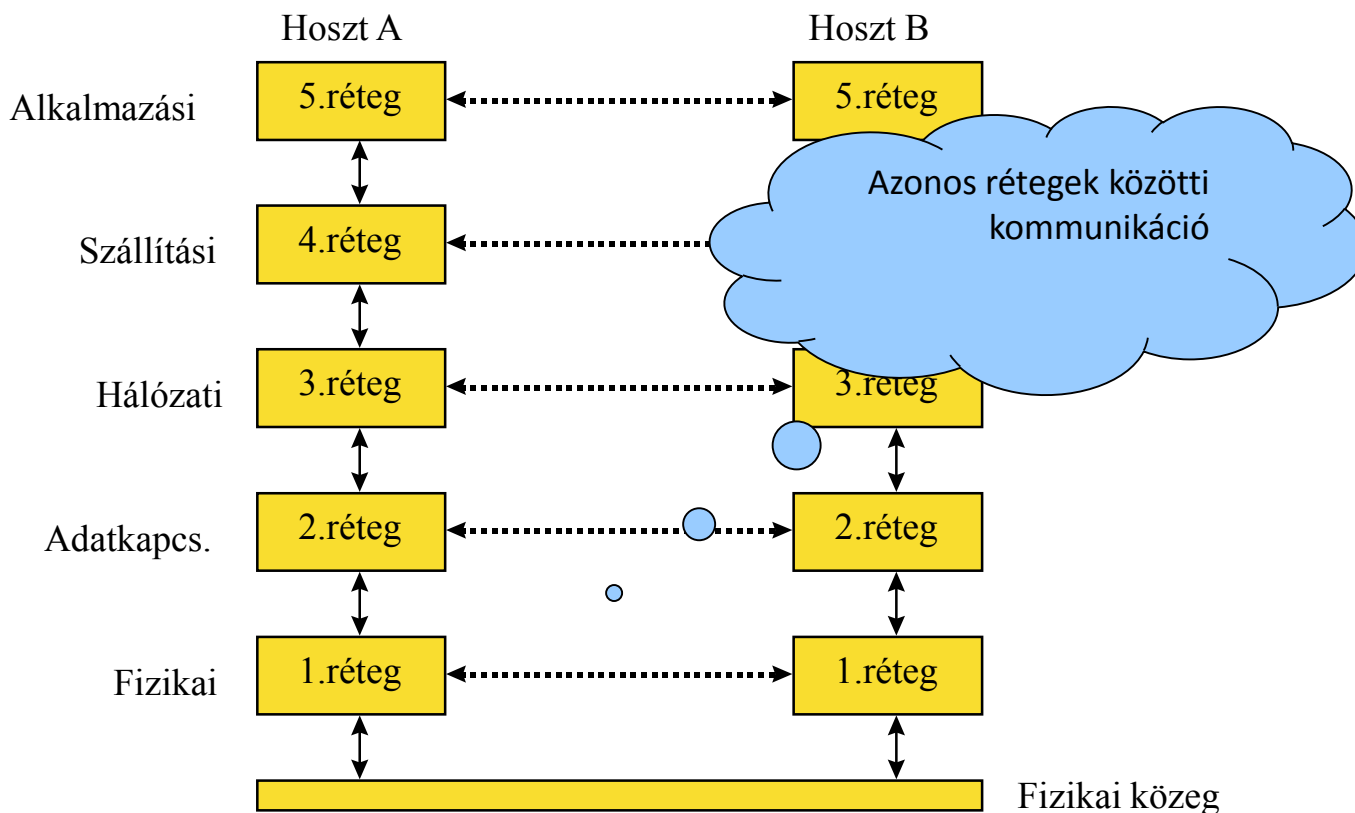 Hoszt A Hoszt B
Alkalmazási 5.réteg 5.réteg
Azonos rétegek közötti
kommunikáció
Szállítási 4.réteg
Hálózati 3.réteg 3.réteg
Adatkapcs. 2.réteg 2.réteg
Fizikai 1.réteg 1.réteg
Fizikai közeg